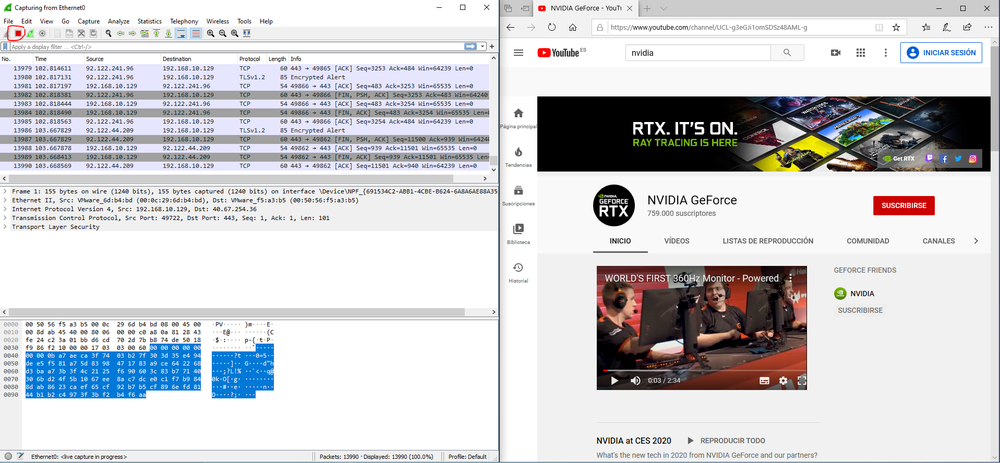 Capturing from Ethernet0
File Edit View Go Capture Analyze Statistics Telephony Wireless Tools Help
Apply a display filter ... <Ctrl-/>
No. Time Source Destination Protocol Length Info
13979 102.814611 92.122.241.96 192.168.10.129 TCP 60 443 → 49865 [ACK] Seq=3253 Ack=484 Win=64239 Len=0
13980 102.817131 92.122.241.96 192.168.10.129 TLSv1.2 85 Encrypted Alert
13981 102.817197 192.168.10.129 92.122.241.96 TCP 54 49866 → 443 [ACK] Seq=483 Ack=3253 Win=65535 Len=0
13982 102.818381 92.122.241.96 192.168.10.129 TCP 60 443 → 49866 [FIN, PSH, ACK] Seq=3253 Ack=483 Win=64240
13983 102.818444 192.168.10.129 92.122.241.96 TCP 54 49866 → 443 [ACK] Seq=483 Ack=3254 Win=65535 Len=0
13984 102.818490 192.168.10.129 92.122.241.96 TCP 54 49866 → 443 [FIN, ACK] Seq=483 Ack=3254 Win=65535 Len=
13985 102.818563 92.122.241.96 192.168.10.129 TCP 60 443 → 49866 [ACK] Seq=3254 Ack=484 Win=64239 Len=0
13986 103.667829 92.122.44.209 192.168.10.129 TLSv1.2 85 Encrypted Alert
13987 103.667829 92.122.44.209 192.168.10.129 TCP 60 443 → 49862 [FIN, PSH, ACK] Seq=11500 Ack=939 Win=6424
13988 103.667878 192.168.10.129 92.122.44.209 TCP 54 49862 → 443 [ACK] Seq=939 Ack=11501 Win=65535 Len=0
13989 103.668413 192.168.10.129 92.122.44.209 TCP 54 49862 → 443 [FIN, ACK] Seq=939 Ack=11501 Win=65535 Len=
13990 103.668569 92.122.44.209 192.168.10.129 TCP 60 443 → 49862 [ACK] Seq=11501 Ack=940 Win=64239 Len=0
Frame 1: 155 bytes on wire (1240 bits), 155 bytes captured (1240 bits) on interface \Device\NPF_{691534C2-ABB1-4CBE-B624-6A8A6AE88A35
Ethernet II, Src: VMware_6d:b4:bd (00:0c:29:6d:b4:bd), Dst: VMware_f5:a3:b5 (00:50:56:f5:a3:b5)
Internet Protocol Version 4, Src: 192.168.10.129, Dst: 40.67.254.36
Transmission Control Protocol, Src Port: 49722, Dst Port: 443, Seq: 1, Ack: 1, Len: 101
Transport Layer Security
0000 00 50 56 f5 a3 b5 00 0c 29 6d b4 bd 08 00 45 00 ·PV····· )m····E·
0010 00 8d ab 45 40 00 80 06 00 00 c0 a8 0a 81 28 43 ···E@··· ······(C
0020 fe 24 c2 3a 01 bb d6 cd 70 2d 7b b8 74 de 50 18 ·$·:···· p-{·t·P·
0030 f9 86 f2 10 00 00 17 03 03 00 60 00 00 00 00 00 ········ ··`·····
0040 00 00 0b a7 ae ca 3f 74 03 b2 7f 30 3d 35 e4 94 ······?t ···0=5··
0050 de e5 f5 81 a7 5d 83 98 47 17 83 a9 ce 64 22 68 ·····]·· G····d"h
0060 d3 ba a7 3b 3f 4c 21 25 f6 90 60 3c 83 b7 71 40 ···;?L!% ··`<··q@
0070 30 6b d2 4f 5b 10 67 ee 8a c7 dc e0 c1 f7 b9 84 0k·O[·g· ········
0080 8d ab 86 23 ca ef 65 cf 92 b7 b5 cf 89 6e fd 81 ···#··e· ·····n··
0090 44 b1 b2 c4 97 3f 3b f2 b4 f6 aa D····?;· ···
Ethernet0: <live capture in progress>
Packets: 13990 · Displayed: 13990 (100.0%)
Profile: Default
NVIDIA GeForce - YouTu
https://www.youtube.com/channel/UCL-g3eGJi1omSDSz48AML-g
YouTube ES
nvidia
INICIAR SESIÓN
Página principal
Tendencias
Suscripciones
Biblioteca
Historial
RTX. IT'S ON.
RAY TRACING IS HERE
CONTROL
WATCH DOGS
MINECRAFT
Get RTX
NVIDIA.
GEFORCE
RTX
NVIDIA GeForce
759.000 suscriptores
SUSCRIBIRSE
INICIO VÍDEOS LISTAS DE REPRODUCCIÓN COMUNIDAD CANALES
WORLD'S FIRST 360Hz Monitor - Powered
0:03 / 2:34
GEFORCE FRIENDS
NVIDIA
SUSCRIBIRSE
NVIDIA at CES 2020
REPRODUCIR TODO
What's the new tech in 2020 from NVIDIA GeForce and our partners?